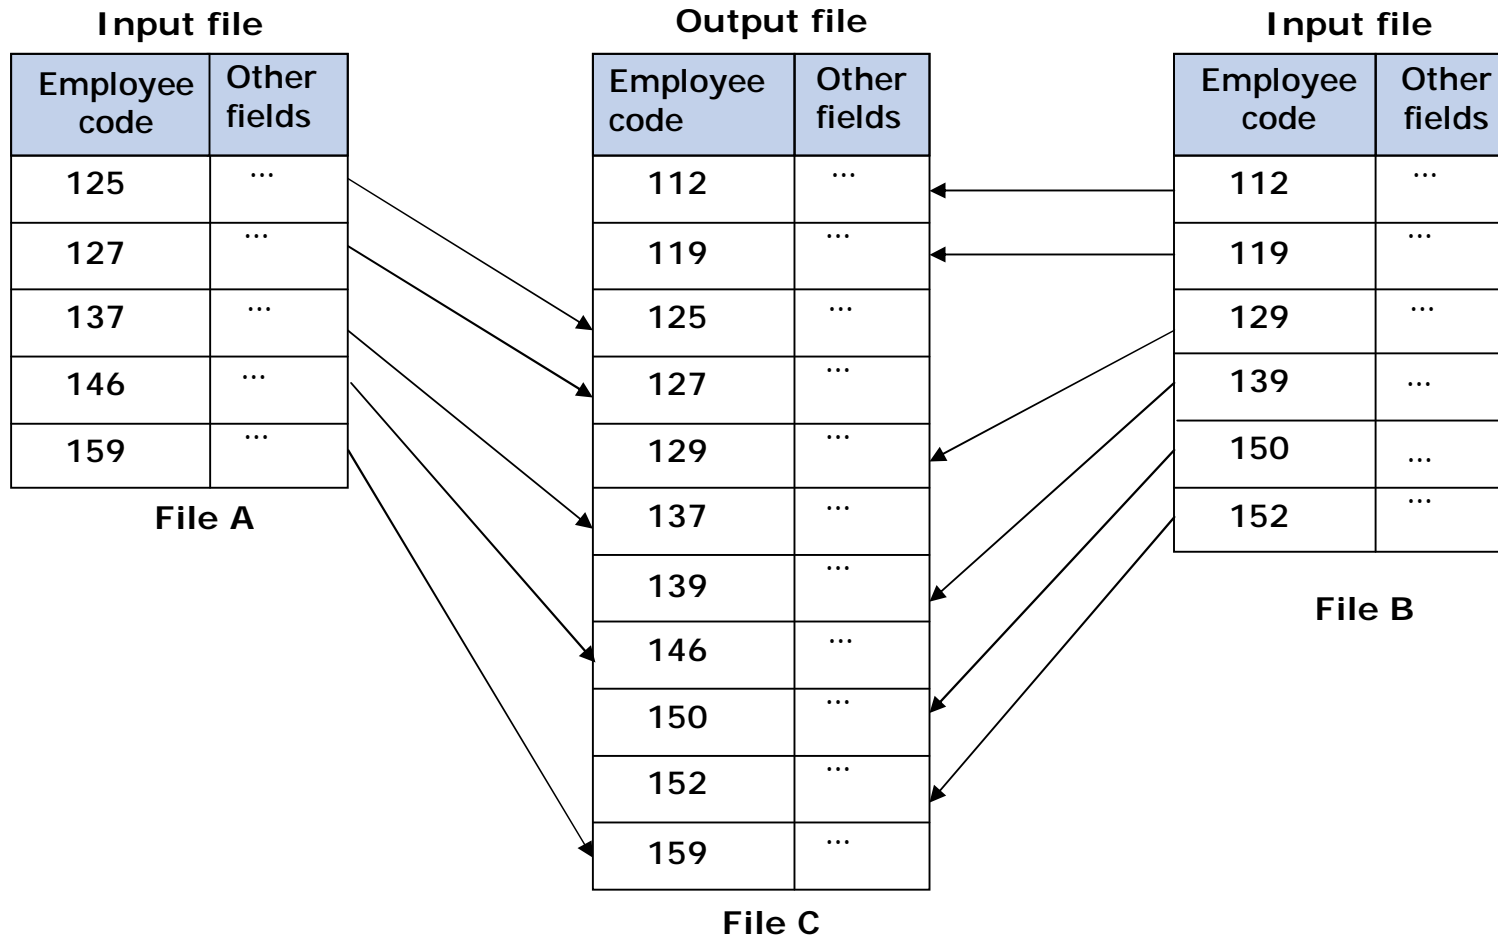 Input file
Employee code Other fields
125 ...
127 ...
137 ...
146 ...
159 ...
File A
Output file
Employee code Other fields
112 ...
119 ...
125 ...
127 ...
129 ...
137 ...
139 ...
146 ...
150 ...
152 ...
159 ...
File C
Input file
Employee code Other fields
112 ...
119 ...
129 ...
139 ...
150 ...
152 ...
File B